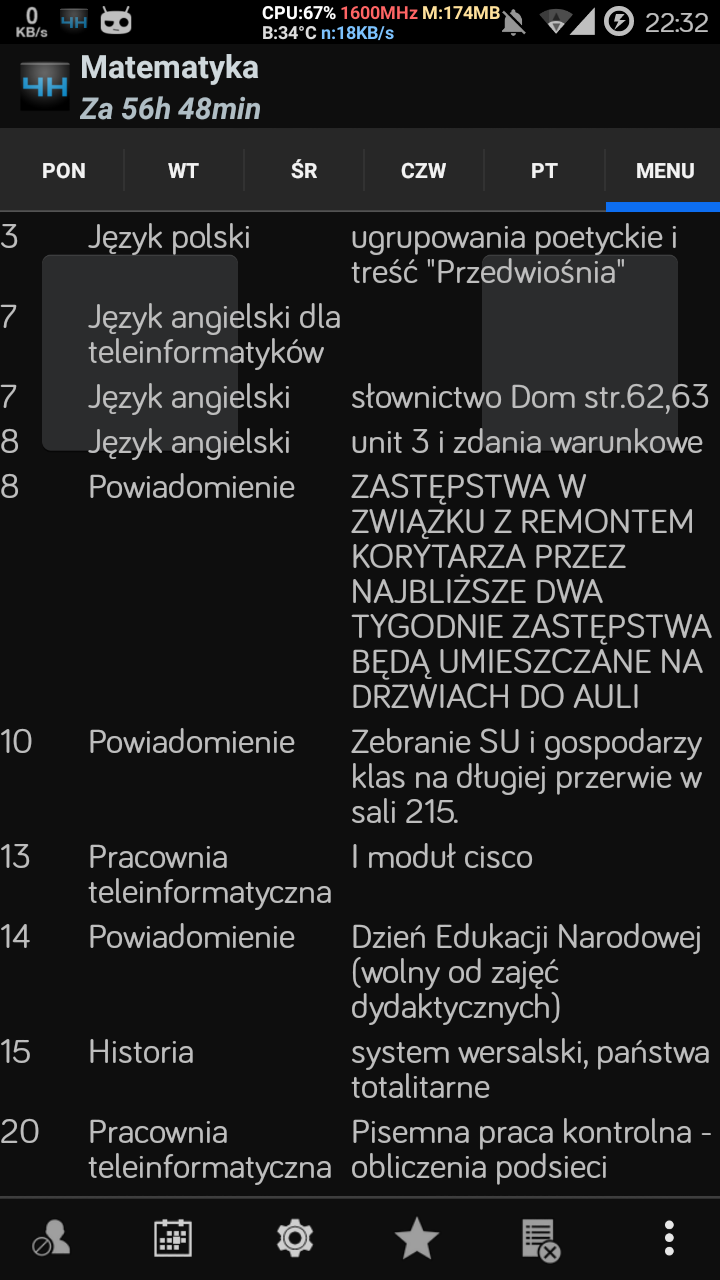 0 KB/s 4H CPU:67% 1600MHz M:174MB 22:32
B:34°C n:18KB/s
4H Matematyka
Za 56h 48min
PON WT ŚR CZW PT MENU
3 Język polski ugrupowania poetyckie i
treść "Przedwiośnia"
7 Język angielski dla
teleinformatyków
7 Język angielski słownictwo Dom str.62,63
8 Język angielski unit 3 i zdania warunkowe
8 Powiadomienie ZASTĘPSTWA W
ZWIĄZKU Z REMONTEM
KORYTARZA PRZEZ
NAJBLIŻSZE DWA
TYGODNIE ZASTĘPSTWA
BĘDĄ UMIESZCZANE NA
DRZWIACH DO AULI
10 Powiadomienie Zebranie SU i gospodarzy
klas na długiej przerwie w
sali 215.
13 Pracownia I moduł cisco
teleinformatyczna
14 Powiadomienie Dzień Edukacji Narodowej
(wolny od zajęć
dydaktycznych)
15 Historia system wersalski, państwa
totalitarne
20 Pracownia Pisemna praca kontrolna -
teleinformatyczna obliczenia podsieci